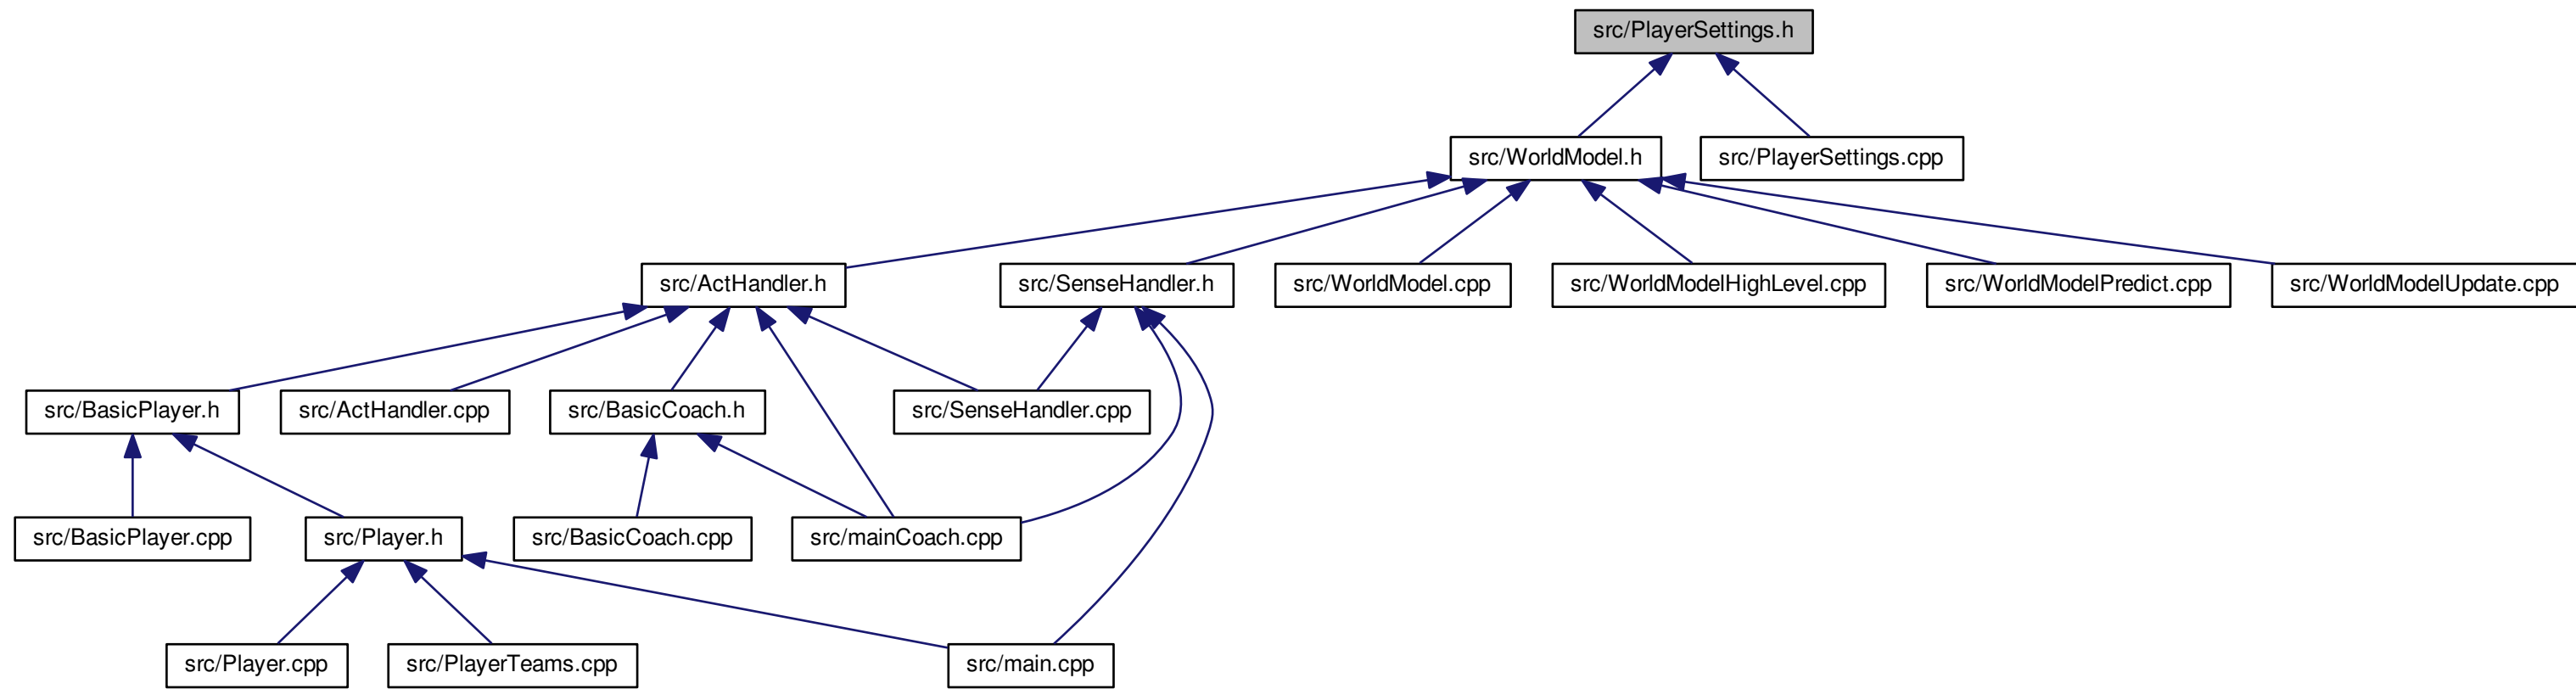 src/PlayerSettings.h
src/WorldModel.h
src/PlayerSettings.cpp
src/ActHandler.h
src/SenseHandler.h
src/WorldModel.cpp
src/WorldModelHighLevel.cpp
src/WorldModelPredict.cpp
src/WorldModelUpdate.cpp
src/BasicPlayer.h
src/ActHandler.cpp
src/BasicCoach.h
src/SenseHandler.cpp
src/BasicPlayer.cpp
src/Player.h
src/BasicCoach.cpp
src/mainCoach.cpp
src/Player.cpp
src/PlayerTeams.cpp
src/main.cpp